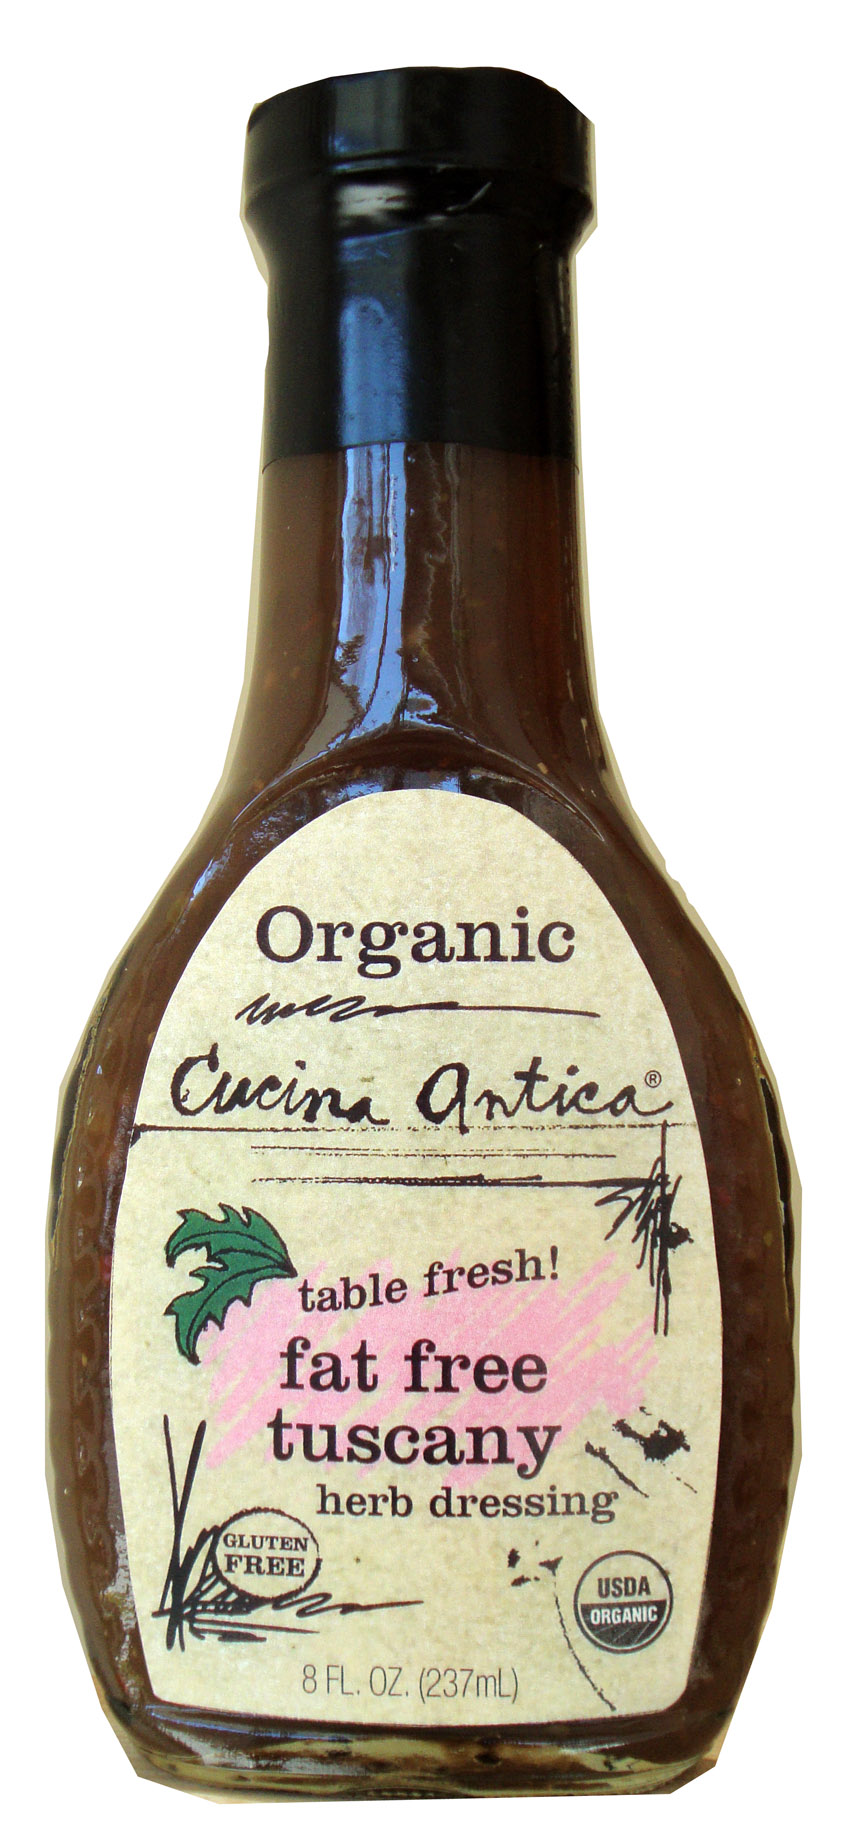 Organic
Cucina Antica®
table fresh!
fat free
tuscany
herb dressing
GLUTEN
FREE
USDA
ORGANIC
8 FL. OZ. (237mL)